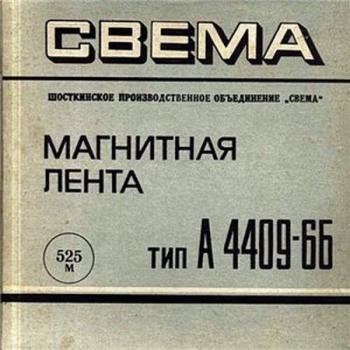 СВЕМА
ШОСТКИНСКОЕ ПРОИЗВОДСТВЕННОЕ ОБЪЕДИНЕНИЕ „СВЕМА“
МАГНИТНАЯ
ЛЕНТА
525
М
ТИП А 4409-6Б